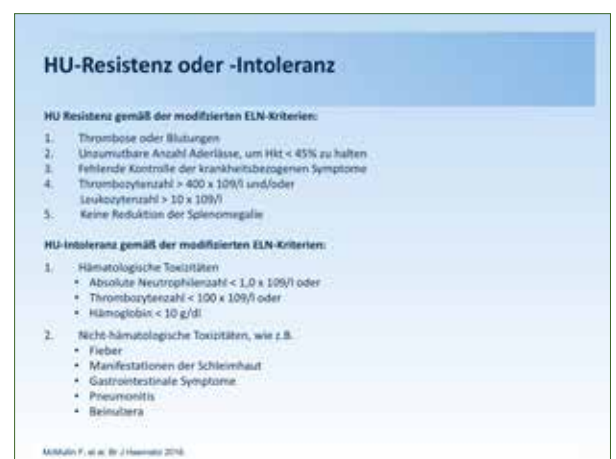 HU-Resistenz oder -Intoleranz
HU Resistenz gemäß der modifizierten ELN-Kriterien:
1. Thrombose oder Blutungen
2. Unzumutbare Anzahl Aderlässe, um Hkt < 45% zu halten
3. Fehlende Kontrolle der krankheitsbezogenen Symptome
4. Thrombozytenzahl > 400 x 109/l und/oder
Leukozytenzahl > 10 x 109/l
5. Keine Reduktion der Splenomegalie
HU-Intoleranz gemäß der modifizierten ELN-Kriterien:
1. Hämatologische Toxizitäten
• Absolute Neutrophilenzahl < 1,0 x 109/l oder
• Thrombozytenzahl < 100 x 109/l oder
• Hämoglobin < 10 g/dl
2. Nicht-hämatologische Toxizitäten, wie z.B.
• Fieber
• Manifestationen der Schleimhaut
• Gastrointestinale Symptome
• Pneumonitis
• Beinulzera
McMullin F, et al. Br J Haematol 2016